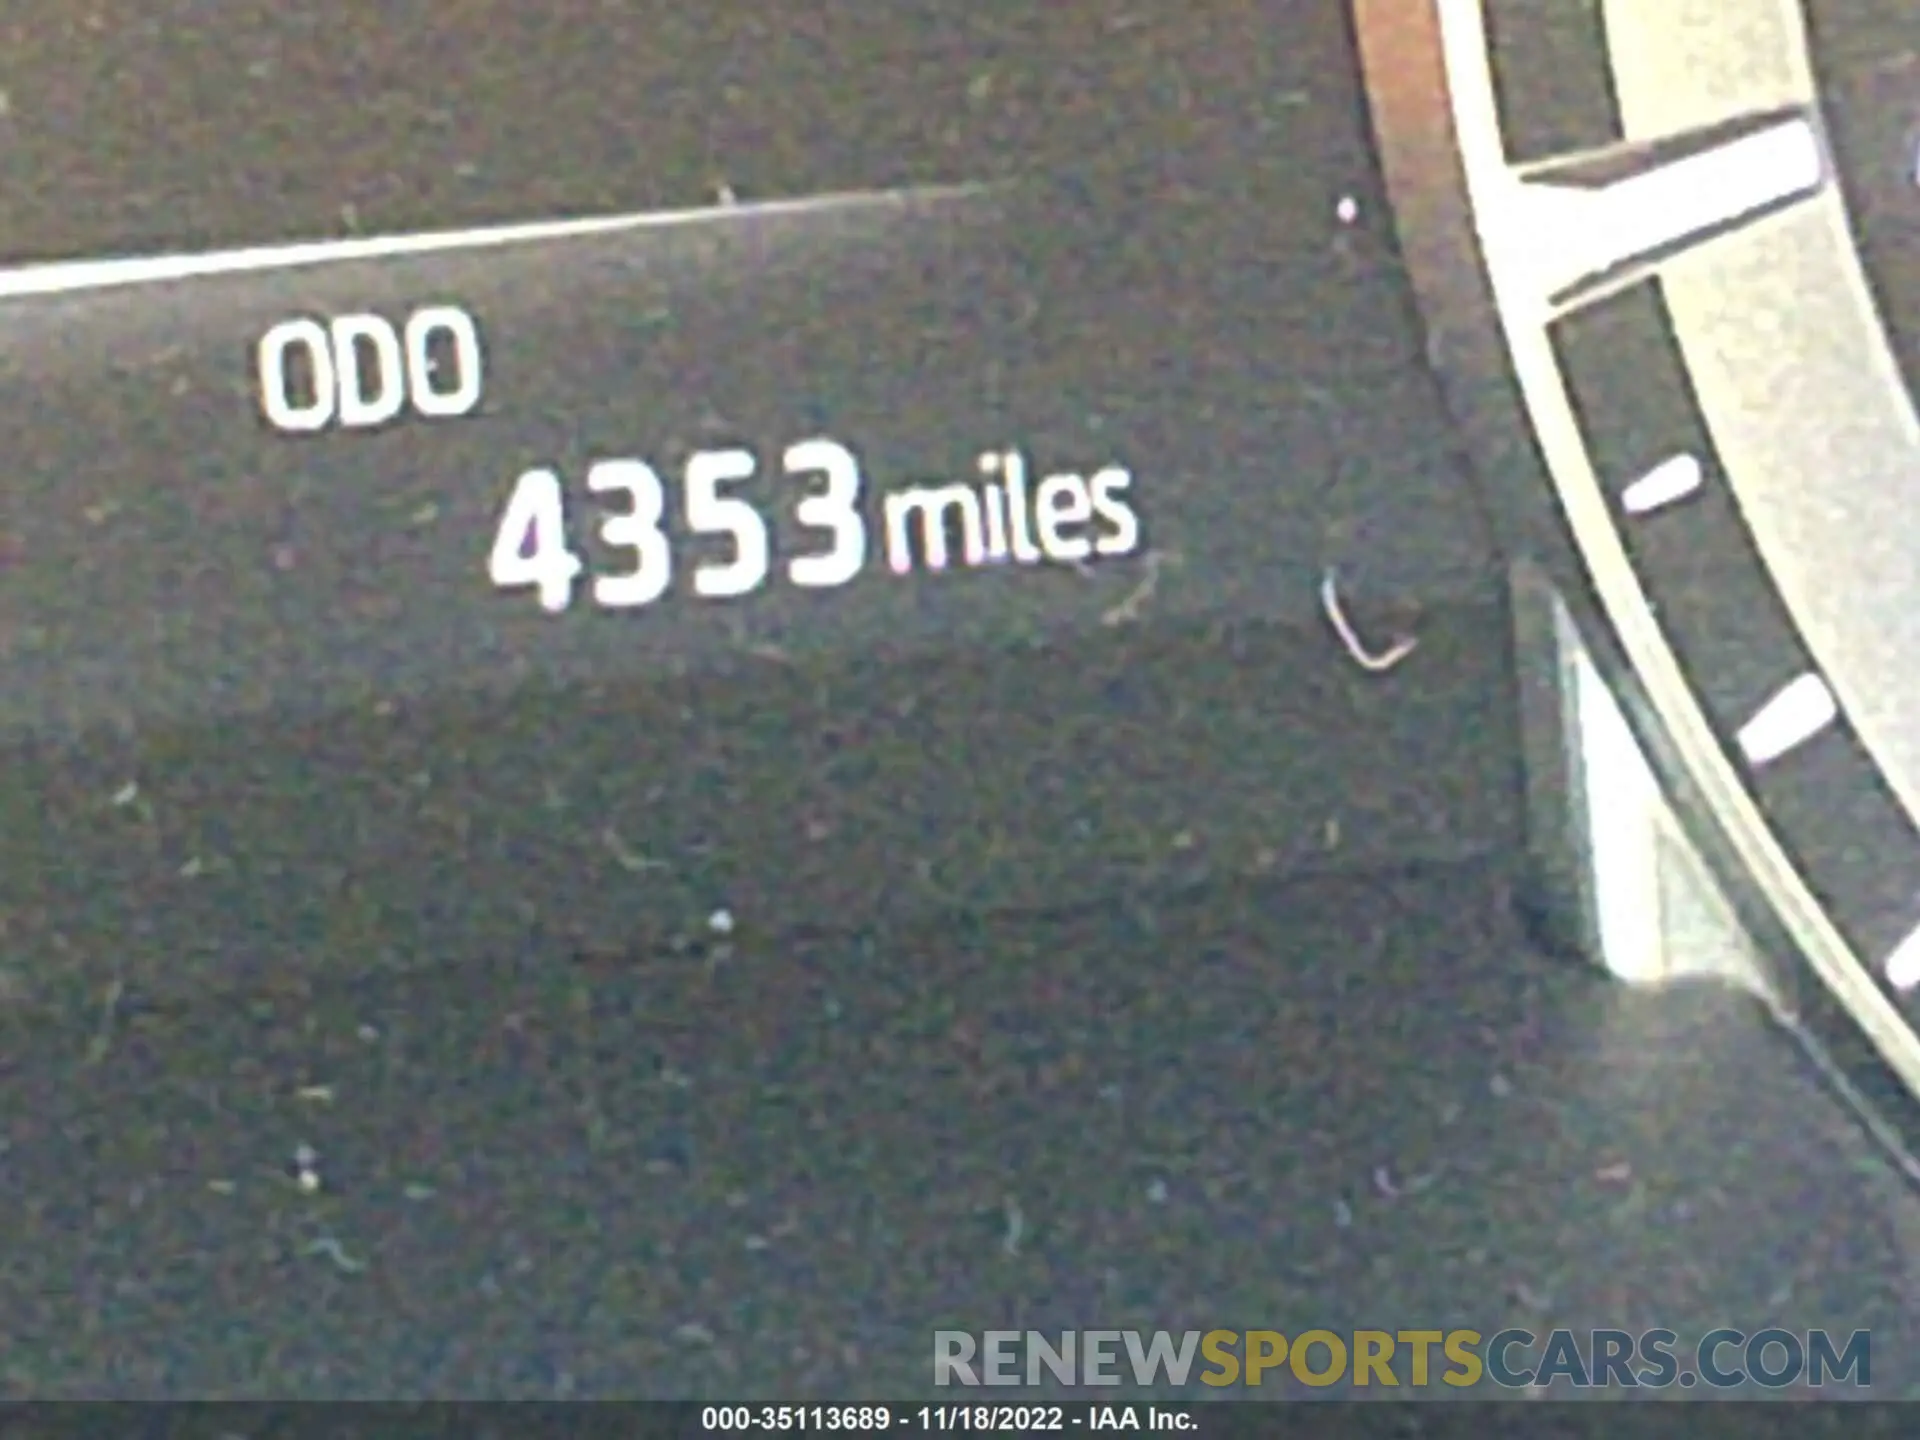 ODO
4353 miles
RENEWSPORTSCARS.COM
000-35113689 - 11/18/2022 - IAA Inc.